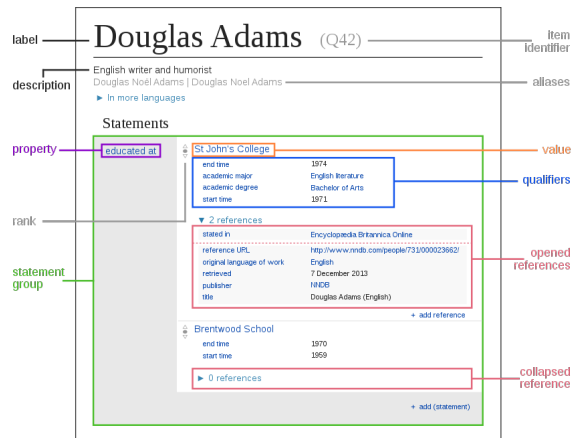 label
Douglas Adams (Q42)
item
identifier
description
English writer and humorist
Douglas Noël Adams | Douglas Noel Adams
aliases
► In more languages
Statements
property
educated at
St John's College
value
end time 1974
academic major English literature
academic degree Bachelor of Arts
start time 1971
qualifiers
rank
▼ 2 references
stated in Encyclopædia Britannica Online
reference URL http://www.nndb.com/people/731/000023662/
original language of work English
retrieved 7 December 2013
publisher NNDB
title Douglas Adams (English)
opened
references
statement
group
+ add reference
Brentwood School
end time 1970
start time 1959
► 0 references
collapsed
reference
+ add (statement)